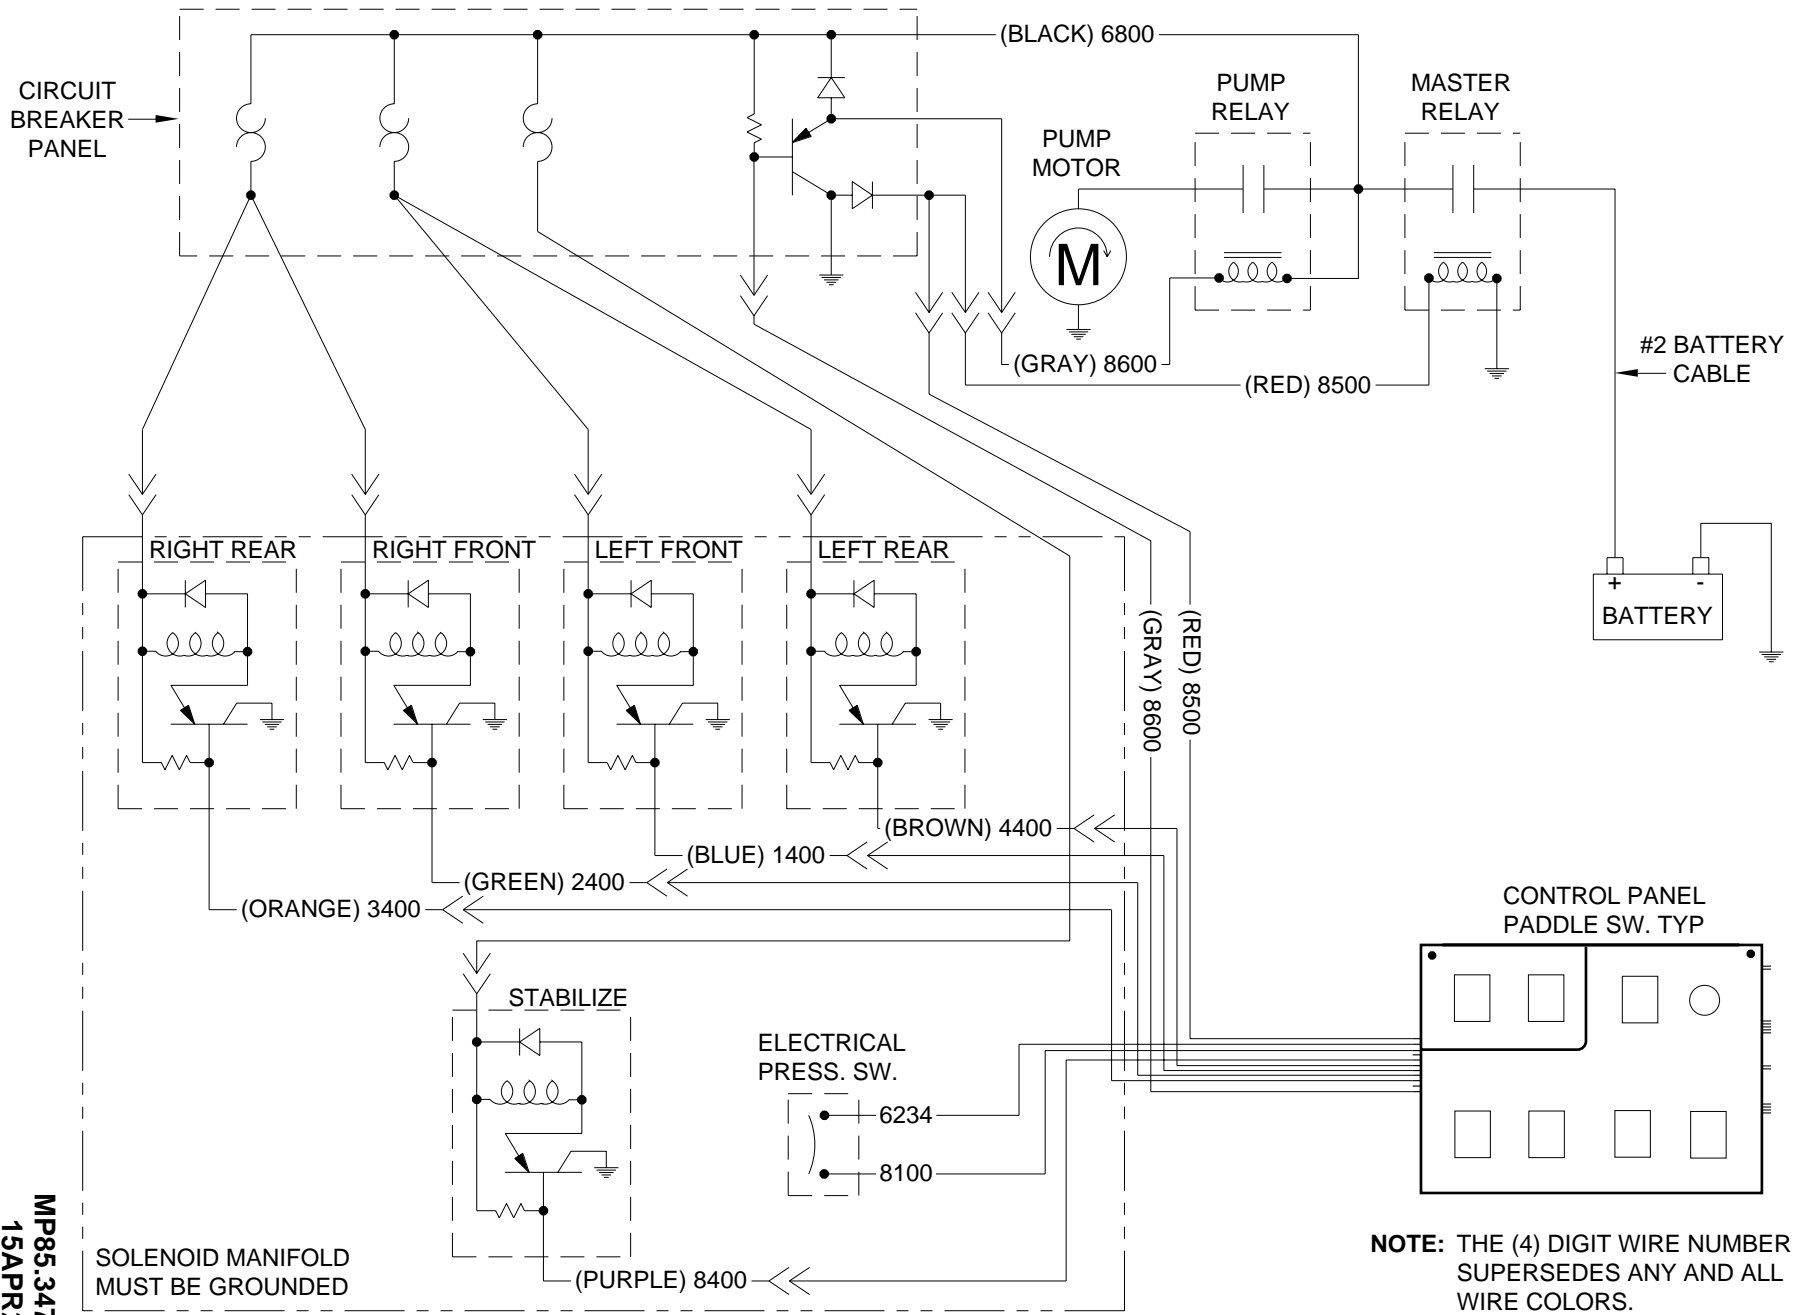 (BLACK) 6800
CIRCUIT
BREAKER
PANEL
PUMP
RELAY
MASTER
RELAY
PUMP
MOTOR
M
(GRAY) 8600
(RED) 8500
#2 BATTERY
CABLE
RIGHT REAR
RIGHT FRONT
LEFT FRONT
LEFT REAR
+
-
BATTERY
(GRAY) 8600
(RED) 8500
(BROWN) 4400
(BLUE) 1400
(GREEN) 2400
(ORANGE) 3400
CONTROL PANEL
PADDLE SW. TYP
STABILIZE
ELECTRICAL
PRESS. SW.
6234
8100
(PURPLE) 8400
SOLENOID MANIFOLD
MUST BE GROUNDED
NOTE: THE (4) DIGIT WIRE NUMBER
SUPERSEDES ANY AND ALL
WIRE COLORS.
MP85.347
15APR